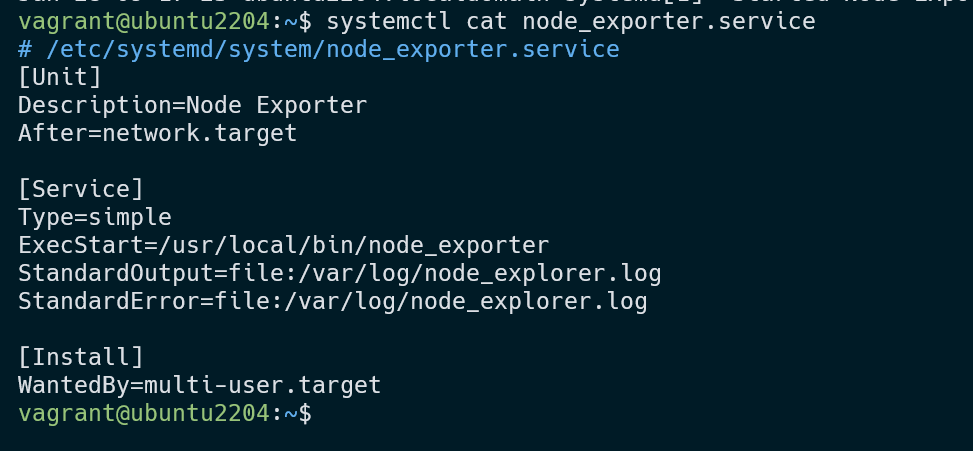 vagrant@ubuntu2204:~$ systemctl cat node_exporter.service
# /etc/systemd/system/node_exporter.service
[Unit]
Description=Node Exporter
After=network.target
[Service]
Type=simple
ExecStart=/usr/local/bin/node_exporter
StandardOutput=file:/var/log/node_explorer.log
StandardError=file:/var/log/node_explorer.log
[Install]
WantedBy=multi-user.target
vagrant@ubuntu2204:~$